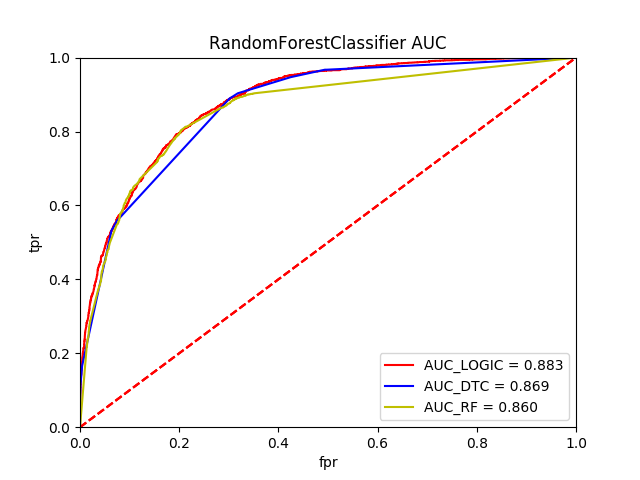 RandomForestClassifier AUC
1.0
0.8
0.6
0.4
0.2
0.0
tpr
AUC_LOGIC = 0.883
AUC_DTC = 0.869
AUC_RF = 0.860
0.0 0.2 0.4 0.6 0.8 1.0
fpr